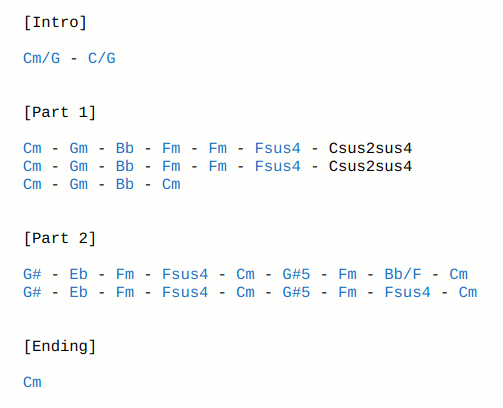 [Intro]
Cm/G - C/G
[Part 1]
Cm - Gm - Bb - Fm - Fm - Fsus4 - Csus2sus4
Cm - Gm - Bb - Fm - Fm - Fsus4 - Csus2sus4
Cm - Gm - Bb - Cm
[Part 2]
G# - Eb - Fm - Fsus4 - Cm - G#5 - Fm - Bb/F - Cm
G# - Eb - Fm - Fsus4 - Cm - G#5 - Fm - Fsus4 - Cm
[Ending]
Cm